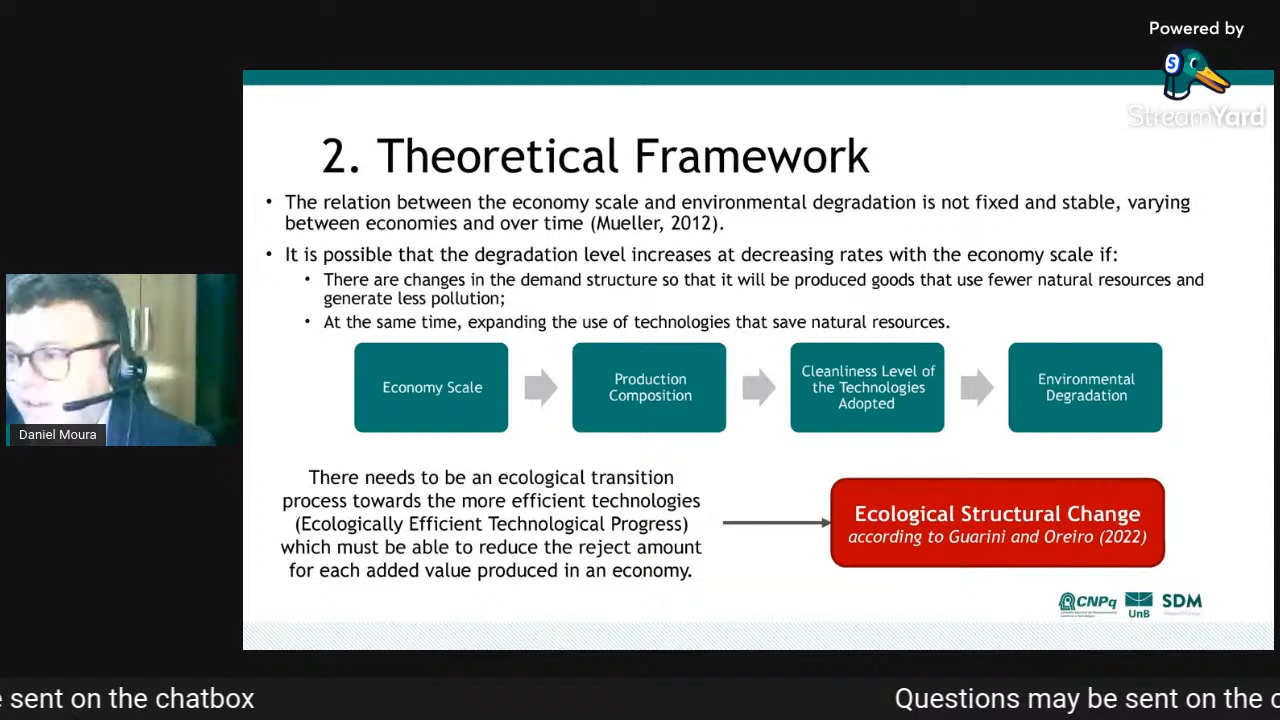 Powered by
S
StreamYard
2. Theoretical Framework
• The relation between the economy scale and environmental degradation is not fixed and stable, varying
between economies and over time (Mueller, 2012).
• It is possible that the degradation level increases at decreasing rates with the economy scale if:
• There are changes in the demand structure so that it will be produced goods that use fewer natural resources and
generate less pollution;
• At the same time, expanding the use of technologies that save natural resources.
Economy Scale
Production
Composition
Cleanliness Level of
the Technologies
Adopted
Environmental
Degradation
Daniel Moura
There needs to be an ecological transition
process towards the more efficient technologies
(Ecologically Efficient Technological Progress)
which must be able to reduce the reject amount
for each added value produced in an economy.
Ecological Structural Change
according to Guarini and Oreiro (2022)
CNPq
UnB
SDM
sent on the chatbox
Questions may be sent on the